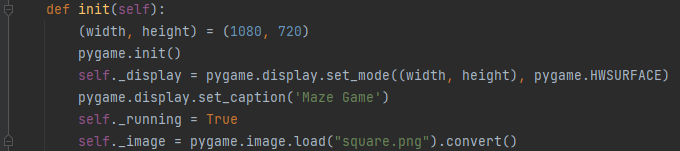 def init(self):
(width, height) = (1080, 720)
pygame.init()
self._display = pygame.display.set_mode((width, height), pygame.HWSURFACE)
pygame.display.set_caption('Maze Game')
self._running = True
self._image = pygame.image.load("square.png").convert()